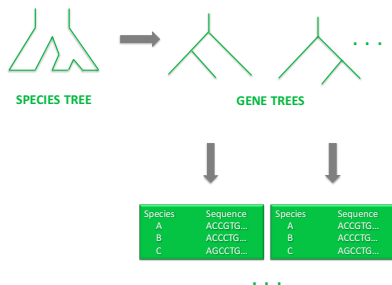 SPECIES TREE
GENE TREES
Species Sequence
A ACCGTG...
B ACCCTG...
C AGCCTG...
Species Sequence
A ACCGTG...
B ACCCTG...
C AGCCTG...